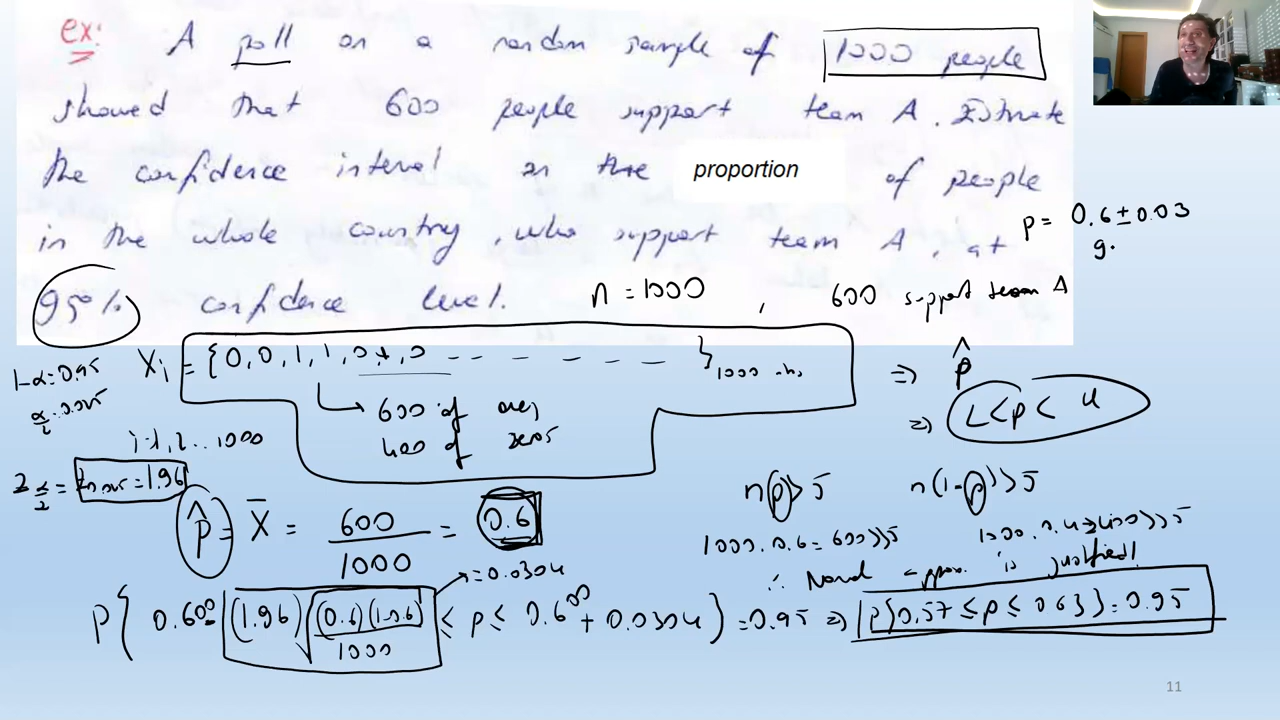 ex: A poll on a random sample of 1000 people
showed that 600 people support team A. Estimate
the confidence interval on the proportion of people
in the whole country, who support team A, at
95% confidence level.
p = 0.6 ± 0.03
n = 1000 , 600 support team A
1-α = 0.95
α/2 = 0.025
Xi = {0, 0, 1, 1, 0, 1, 0 - - - - - - - }1000
600 of
400 of zeros
i = 1, 2 .. 1000
⇒ p̂
⇒ L < p < u
Zα/2 = Z0.025 = 1.96
p̂ = X̄ = 600/1000 = 0.6
n(p) > 5 n(1-p) > 5
1000 . 0.6 = 600 >> 5
1000 . 0.4 = 400 >> 5
∴ Normal approx. is justified!
= 0.0304
P{ 0.600 - (1.96) √((0.6)(1-0.6)/1000) ≤ p ≤ 0.600 + 0.0304 } = 0.95 ⇒ P{0.57 ≤ p ≤ 0.63} = 0.95
11